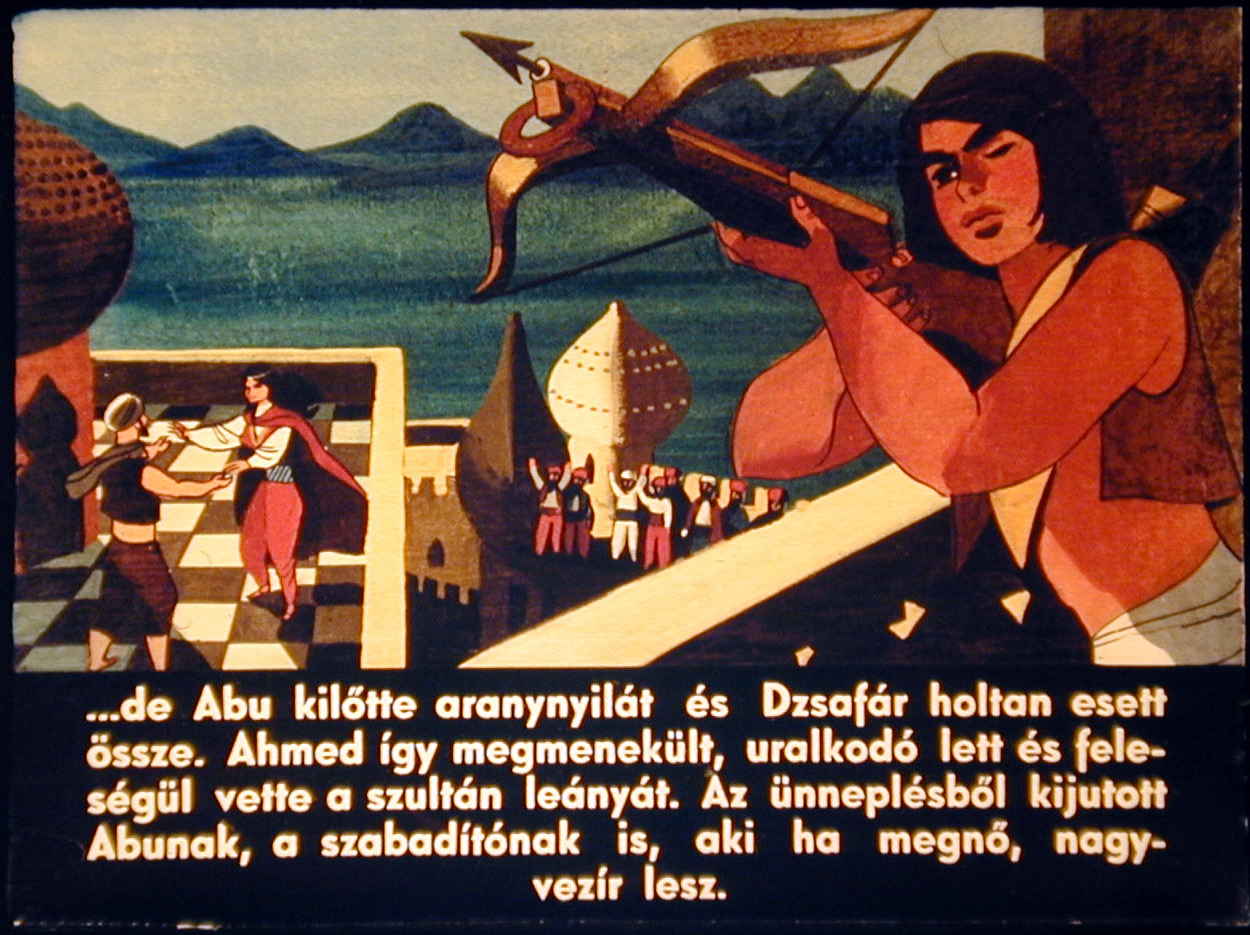 ...de Abu kilőtte aranynyilát és Dzsafár holtan esett
össze. Ahmed így megmenekült, uralkodó lett és fele-
ségül vette a szultán leányát. Az ünneplésből kijutott
Abunak, a szabadítónak is, aki ha megnő, nagy-
vezír lesz.